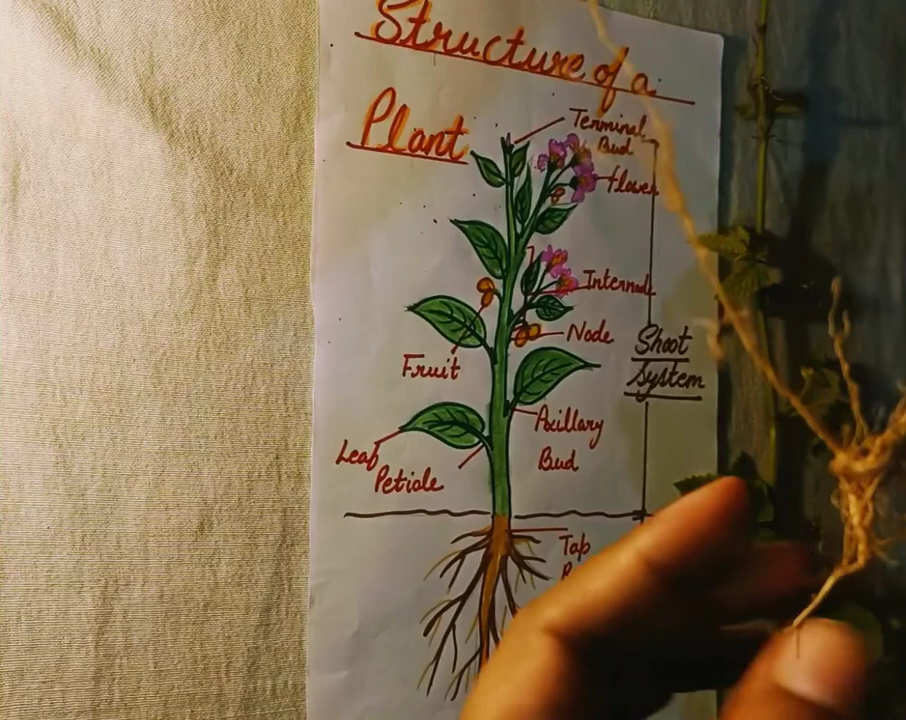 Structure of a
Plant
Terminal
Bud
flower
Internode
Node
Fruit
Shoot
System
Axillary
Bud
Leaf
Petiole
Tap